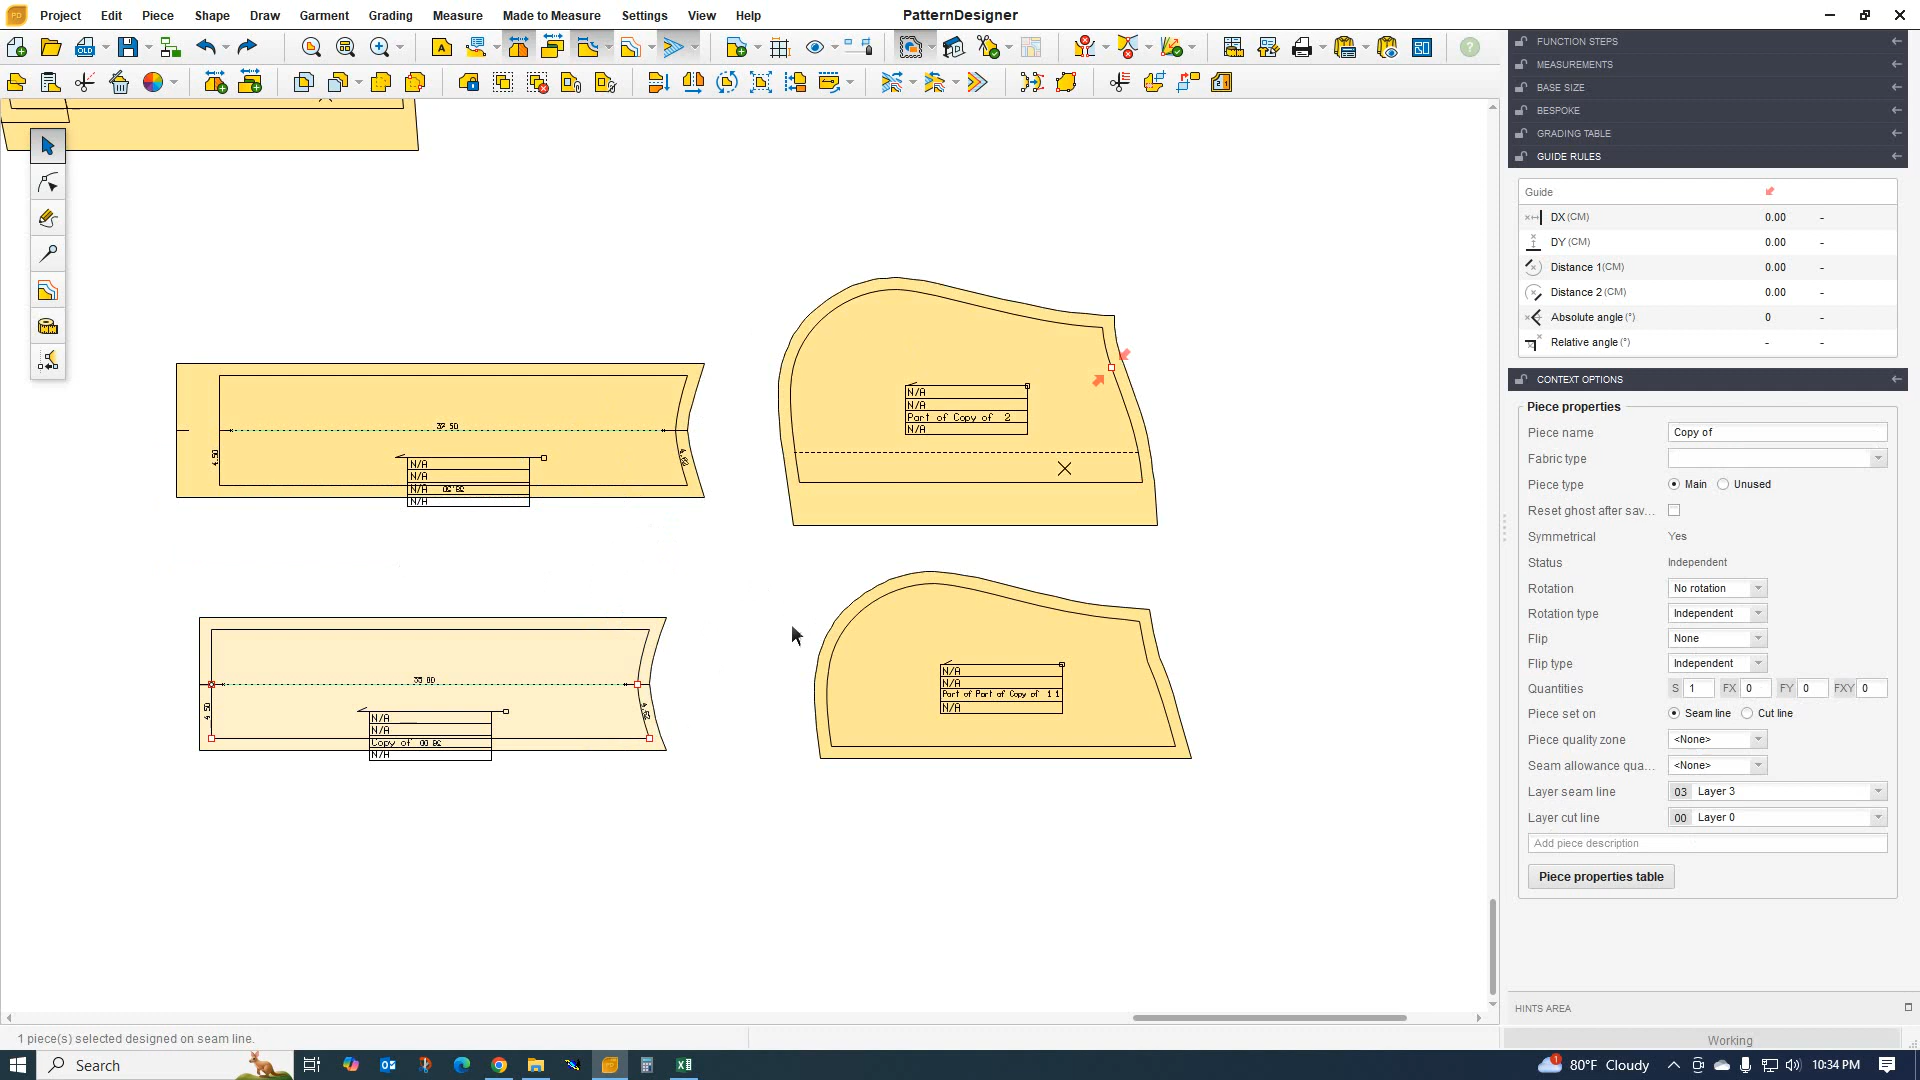 Project Edit Piece Shape Draw Garment Grading Measure Made to Measure Settings View Help PatternDesigner
OLD
FUNCTION STEPS
MEASUREMENTS
BASE SIZE
BESPOKE
GRADING TABLE
GUIDE RULES
Guide
DX (CM) 0.00 -
DY (CM) 0.00 -
Distance 1(CM) 0.00 -
Distance 2 (CM) 0.00 -
Absolute angle (°) 0 -
Relative angle (°) - -
CONTEXT OPTIONS
Piece properties
Piece name Copy of
Fabric type
Piece type Main Unused
Reset ghost after sav...
Symmetrical Yes
Status Independent
Rotation No rotation
Rotation type Independent
Flip None
Flip type Independent
Quantities S 1 FX 0 FY 0 FXY 0
Piece set on Seam line Cut line
Piece quality zone <None>
Seam allowance qua... <None>
Layer seam line 03 Layer 3
Layer cut line 00 Layer 0
Add piece description
Piece properties table
HINTS AREA
Working
4.50
N/A
N/A
N/A
N/A
N/A
N/A
Part of Copy of 2
N/A
4.50
N/A
N/A
Copy of
N/A
N/A
N/A
Part of Part of Copy of 1 1
N/A
1 piece(s) selected designed on seam line.
Search
80°F Cloudy
10:34 PM